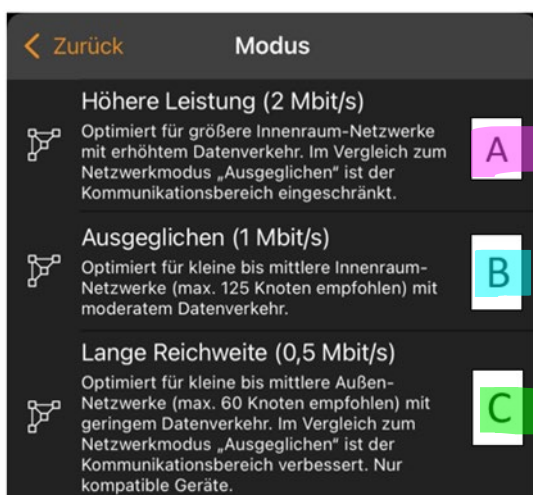 Zurück Modus
Höhere Leistung (2 Mbit/s)
Optimiert für größere Innenraum-Netzwerke
mit erhöhtem Datenverkehr. Im Vergleich zum
Netzwerkmodus „Ausgeglichen“ ist der
Kommunikationsbereich eingeschränkt.
A
Ausgeglichen (1 Mbit/s)
Optimiert für kleine bis mittlere Innenraum-
Netzwerke (max. 125 Knoten empfohlen) mit
moderatem Datenverkehr.
B
Lange Reichweite (0,5 Mbit/s)
Optimiert für kleine bis mittlere Außen-
Netzwerke (max. 60 Knoten empfohlen) mit
geringem Datenverkehr. Im Vergleich zum
Netzwerkmodus „Ausgeglichen“ ist der
Kommunikationsbereich verbessert. Nur
kompatible Geräte.
C